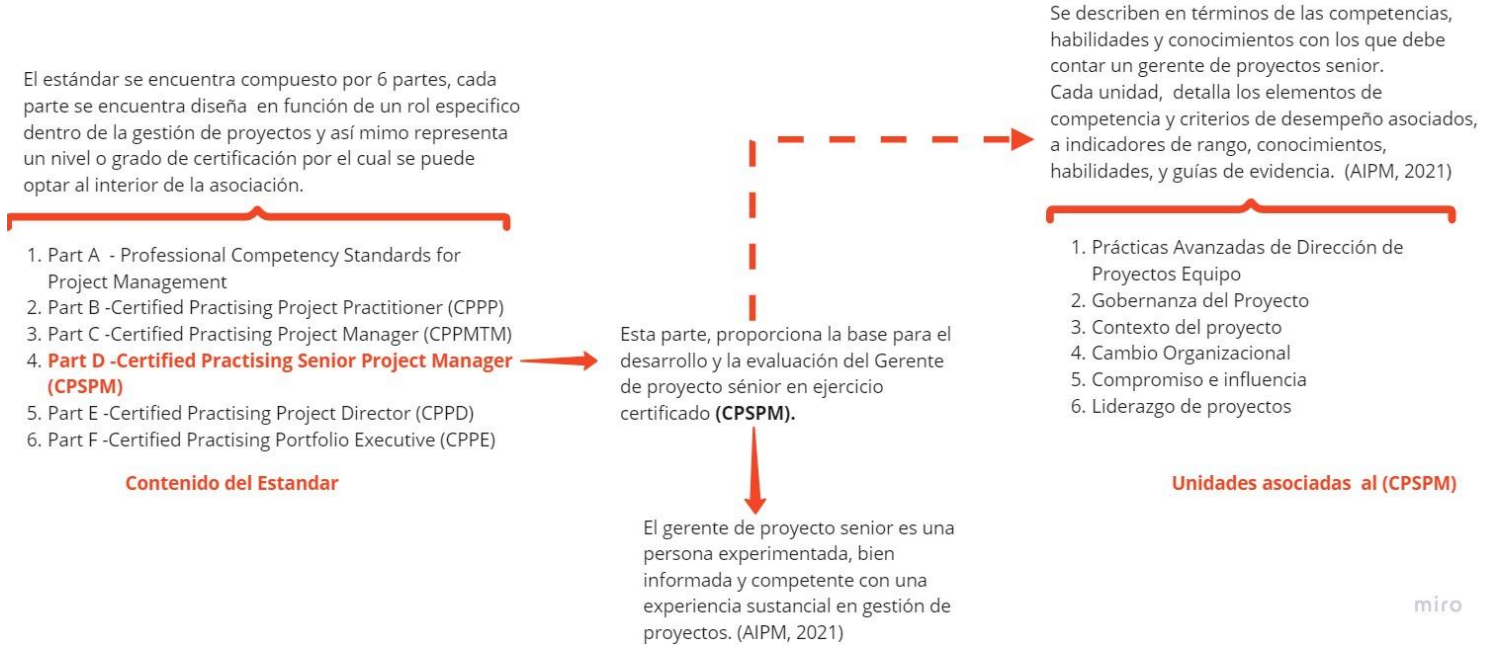 El estándar se encuentra compuesto por 6 partes, cada
parte se encuentra diseña en función de un rol especifico
dentro de la gestión de proyectos y así mimo representa
un nivel o grado de certificación por el cual se puede
optar al interior de la asociación.
1. Part A - Professional Competency Standards for
Project Management
2. Part B -Certified Practising Project Practitioner (CPPP)
3. Part C -Certified Practising Project Manager (CPPMTM)
4. Part D -Certified Practising Senior Project Manager
(CPSPM)
5. Part E -Certified Practising Project Director (CPPD)
6. Part F -Certified Practising Portfolio Executive (CPPE)
Contenido del Estandar
Esta parte, proporciona la base para el
desarrollo y la evaluación del Gerente
de proyecto sénior en ejercicio
certificado (CPSPM).
El gerente de proyecto senior es una
persona experimentada, bien
informada y competente con una
experiencia sustancial en gestión de
proyectos. (AIPM, 2021)
Se describen en términos de las competencias,
habilidades y conocimientos con los que debe
contar un gerente de proyectos senior.
Cada unidad, detalla los elementos de
competencia y criterios de desempeño asociados,
a indicadores de rango, conocimientos,
habilidades, y guías de evidencia. (AIPM, 2021)
1. Prácticas Avanzadas de Dirección de
Proyectos Equipo
2. Gobernanza del Proyecto
3. Contexto del proyecto
4. Cambio Organizacional
5. Compromiso e influencia
6. Liderazgo de proyectos
Unidades asociadas al (CPSPM)
miro